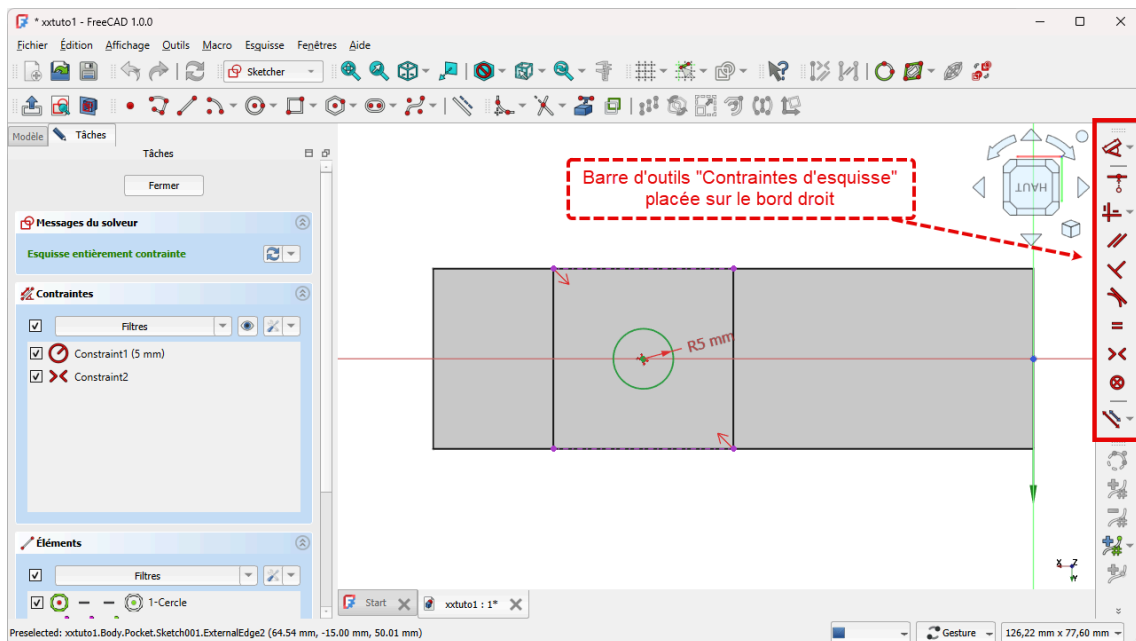 * xxtuto1 - FreeCAD 1.0.0
Fichier Édition Affichage Outils Macro Esquisse Fenêtres Aide
Sketcher
Modèle Tâches
Tâches
Fermer
Messages du solveur
Esquisse entièrement contrainte
Contraintes
Filtres
Constraint1 (5 mm)
Constraint2
Éléments
Filtres
1-Cercle
Barre d'outils "Contraintes d'esquisse"
placée sur le bord droit
HAUT
R5 mm
X Z
Y
Start xxtuto1 : 1*
Preselected: xxtuto1.Body.Pocket.Sketch001.ExternalEdge2 (64.54 mm, -15.00 mm, 50.01 mm)
Gesture 126,22 mm x 77,60 mm